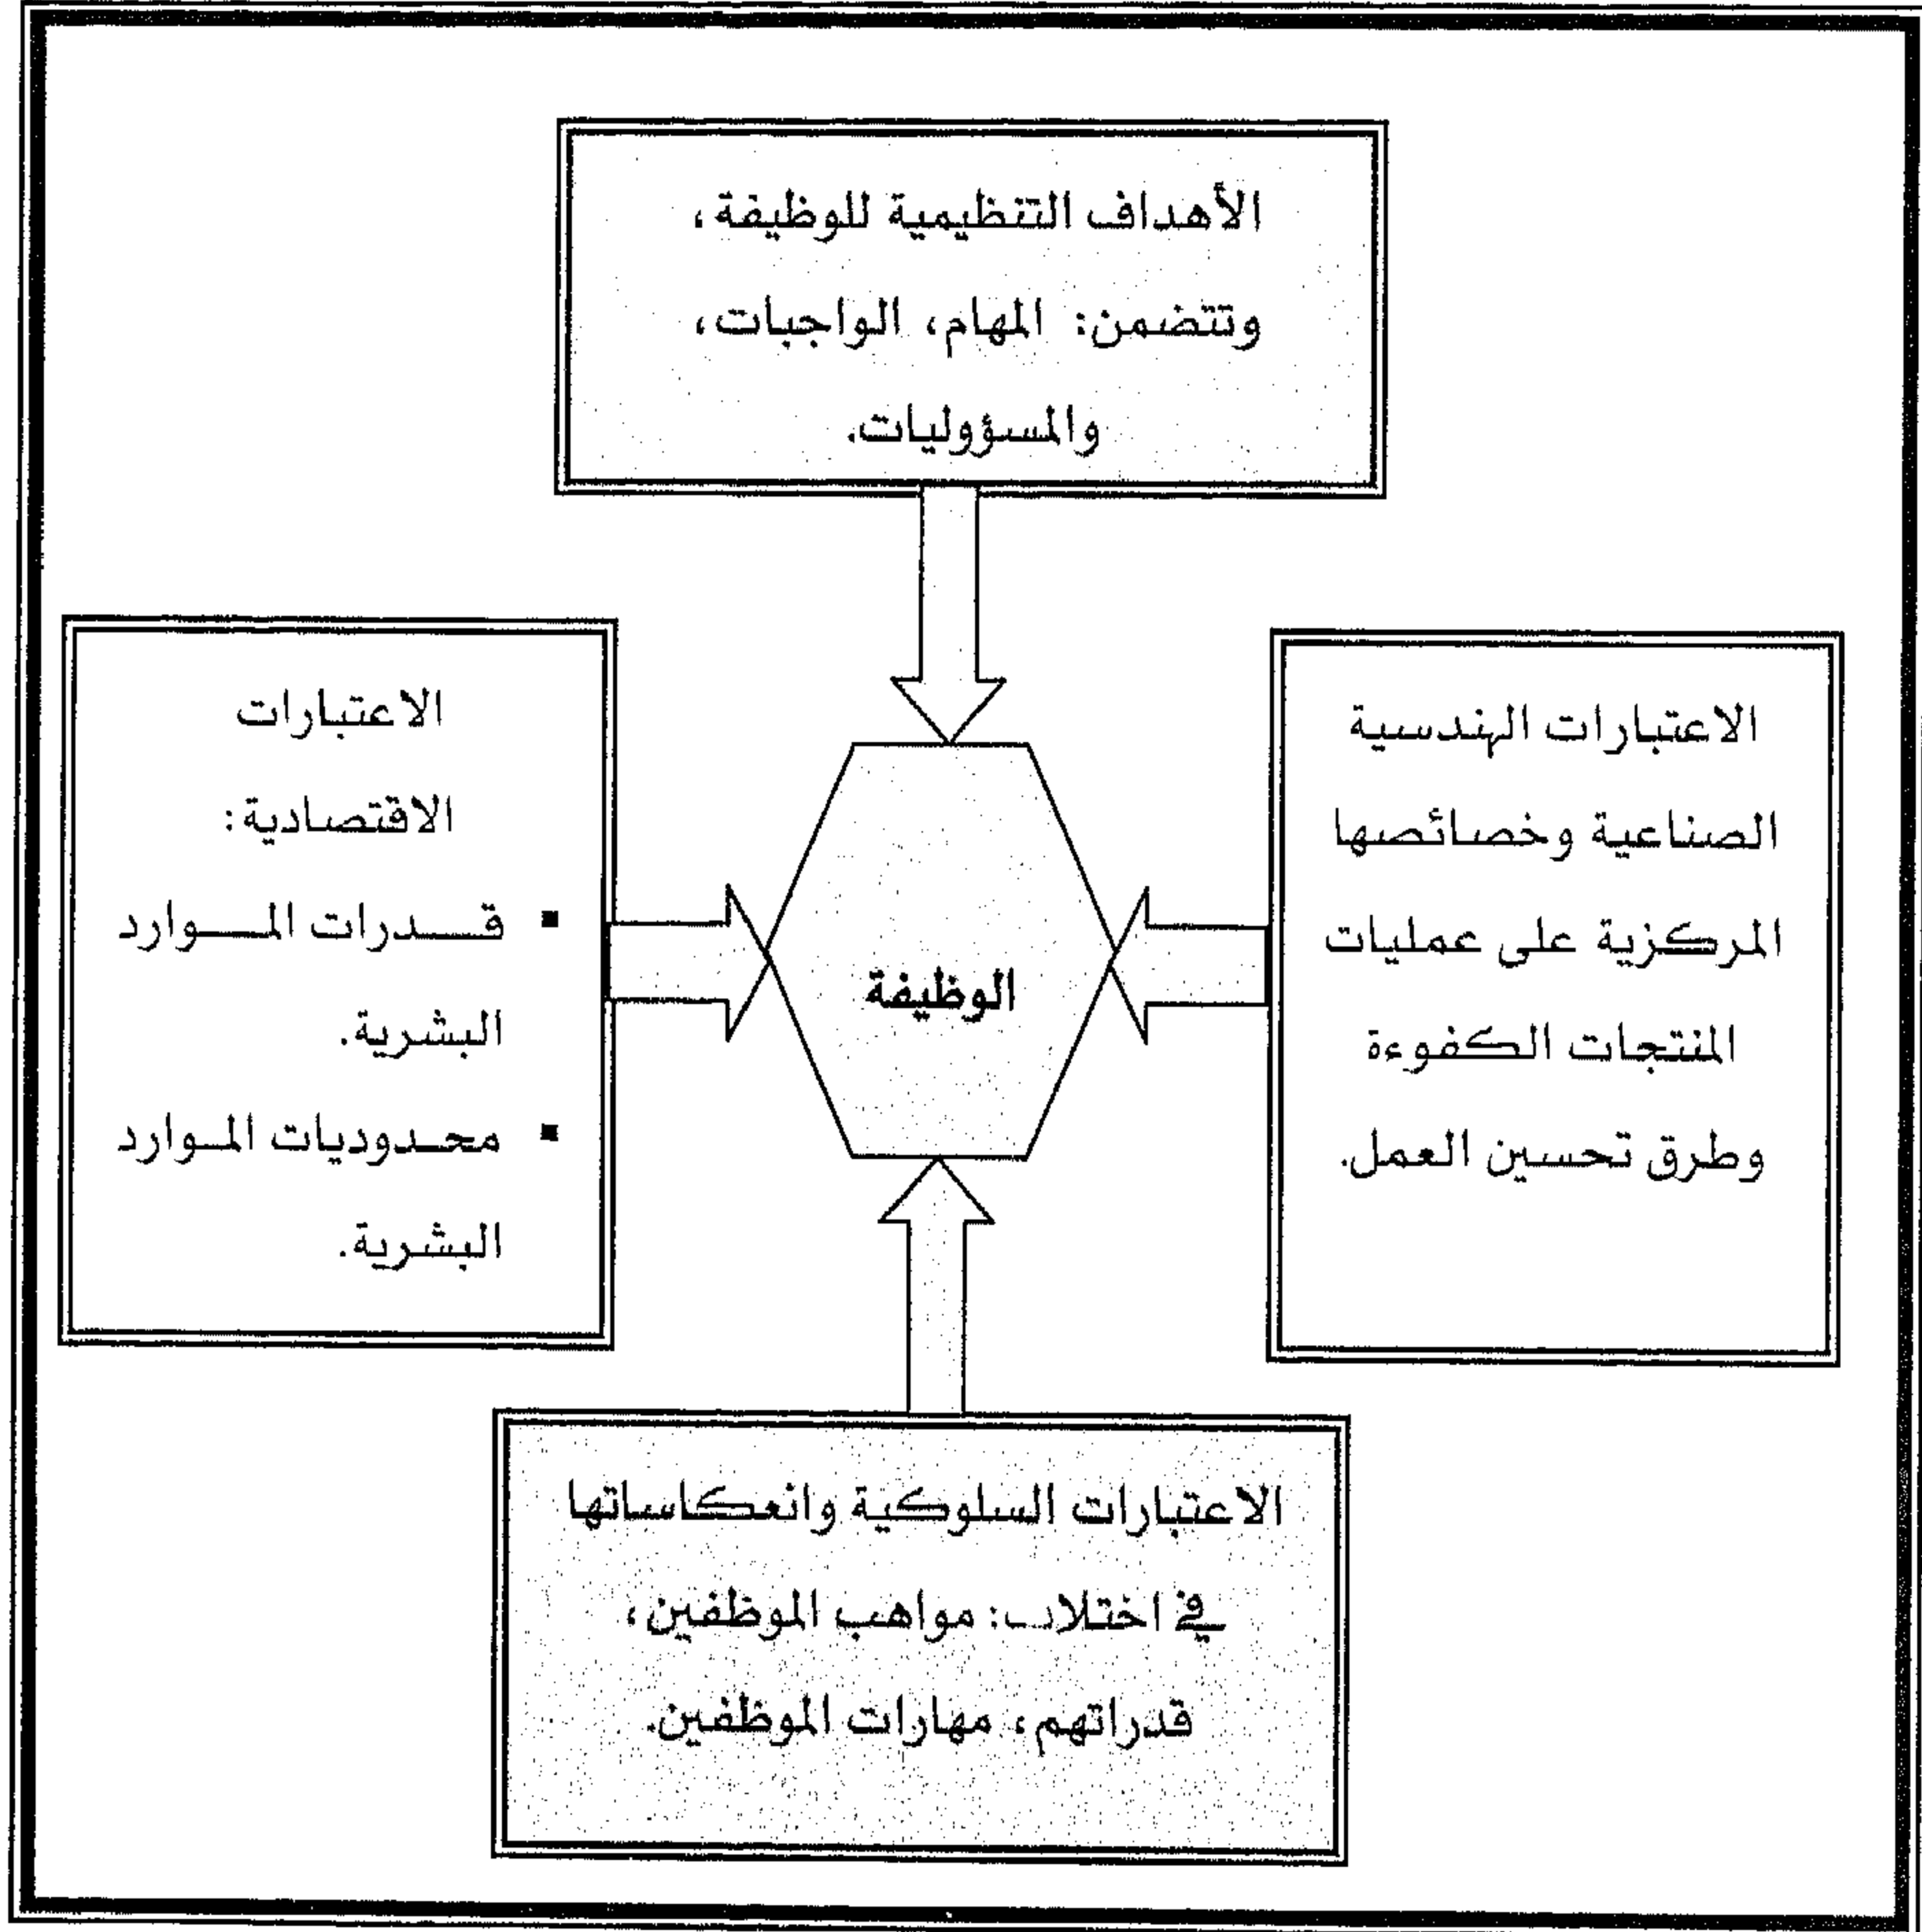 الأهداف التنظيمية للوظيفة،
وتتضمن: المهام، الواجبات،
والمسؤوليات.
الاعتبارات الهندسية
الصناعية وخصائصها
المركزية على عمليات
المنتجات الكفوءة
وطرق تحسين العمل.
الوظيفة
الاعتبارات
الاقتصادية:
▪ قدرات الموارد
البشرية.
▪ محدوديات الموارد
البشرية.
الاعتبارات السلوكية وانعكاساتها
في : مواهب الموظفين،
قدراتهم، مهارات الموظفين.